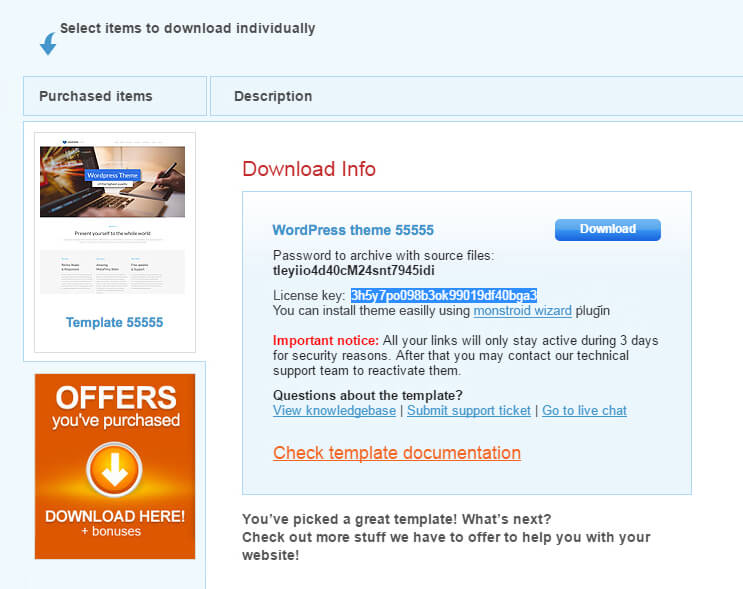 Select items to download individually
Purchased items
Description
Wordpress Theme
of the highest quality
Present yourself to the whole world
Template 55555
OFFERS
you've purchased
DOWNLOAD HERE!
+ bonuses
Download Info
WordPress theme 55555
Download
Password to archive with source files:
tleyiio4d40cM24snt7945idi
License key: 3h5y7po098b3ok99019df40bga3
You can install theme easilly using monstroid wizard plugin
Important notice: All your links will only stay active during 3 days
for security reasons. After that you may contact our technical
support team to reactivate them.
Questions about the template?
View knowledgebase | Submit support ticket | Go to live chat
Check template documentation
You've picked a great template! What's next?
Check out more stuff we have to offer to help you with your
website!